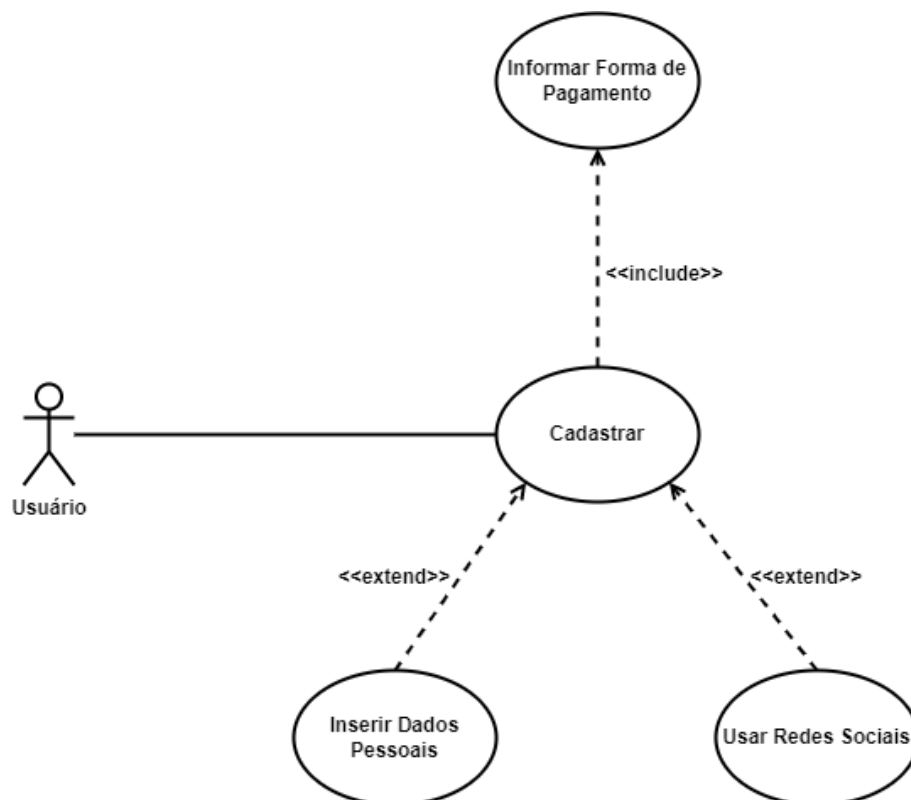 Informar Forma de
Pagamento
<<include>>
Cadastrar
Usuário
<<extend>>
<<extend>>
Inserir Dados
Pessoais
Usar Redes Sociais